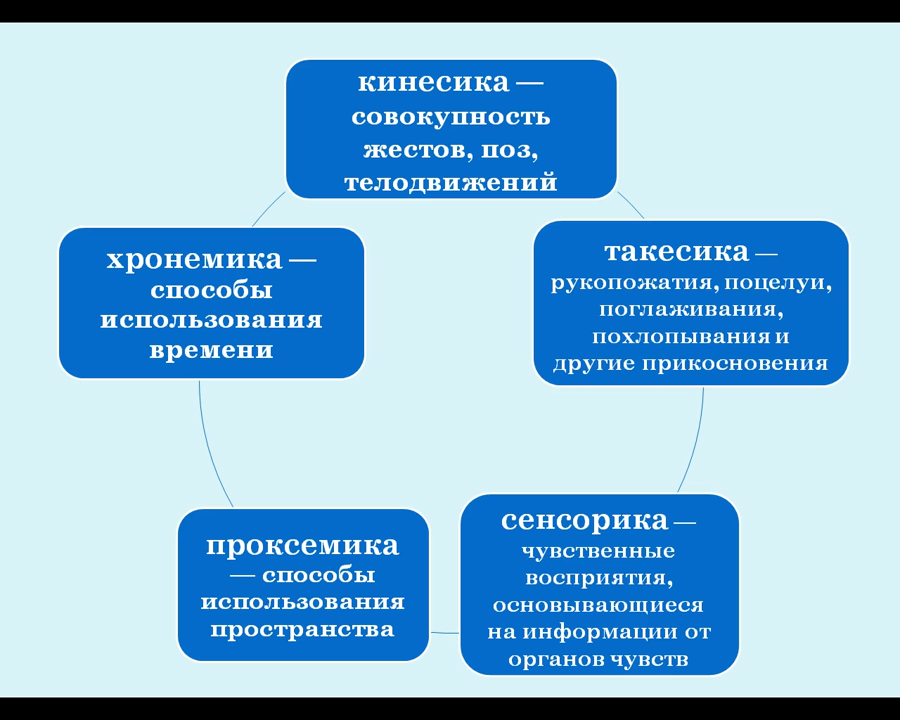 кинесика —
совокупность
жестов, поз,
телодвижений
такесика —
рукопожатия, поцелуи,
поглаживания,
похлопывания и
другие прикосновения
сенсорика —
чувственные
восприятия,
основывающиеся
на информации от
органов чувств
проксемика
— способы
использования
пространства
хронемика —
способы
использования
времени